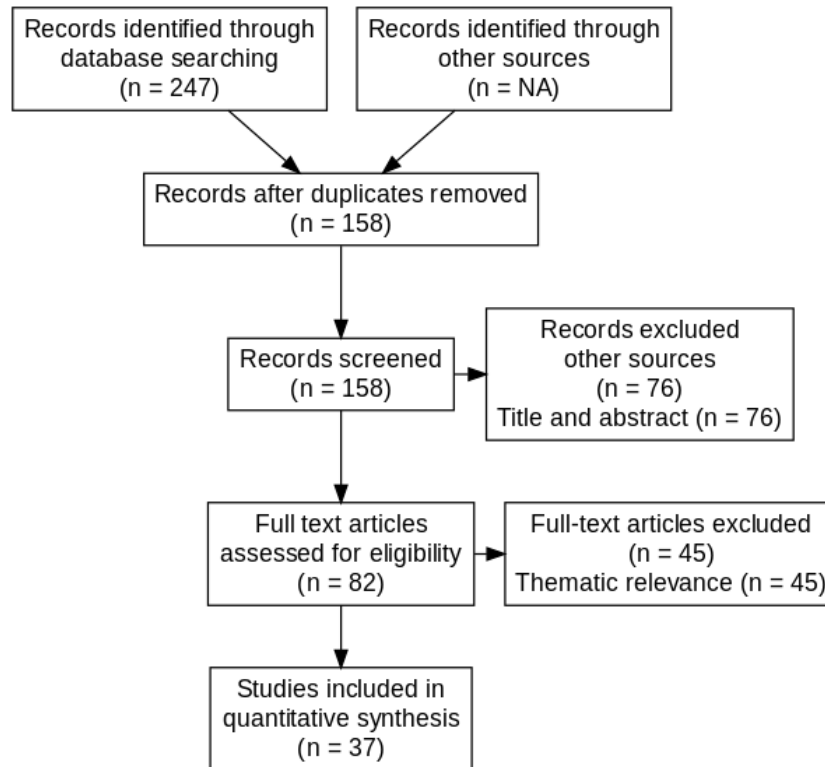 Records identified through
database searching
(n = 247)
Records identified through
other sources
(n = NA)
Records after duplicates removed
(n = 158)
Records screened
(n = 158)
Records excluded
other sources
(n = 76)
Title and abstract (n = 76)
Full text articles
assessed for eligibility
(n = 82)
Full-text articles excluded
(n = 45)
Thematic relevance (n = 45)
Studies included in
quantitative synthesis
(n = 37)